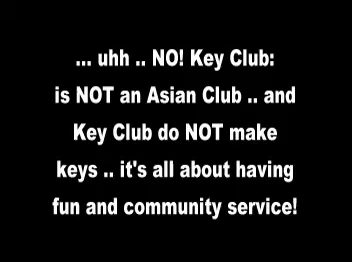 ... uhh .. NO! Key Club:
is NOT an Asian Club .. and
Key Club do NOT make
keys .. it's all about having
fun and community service!